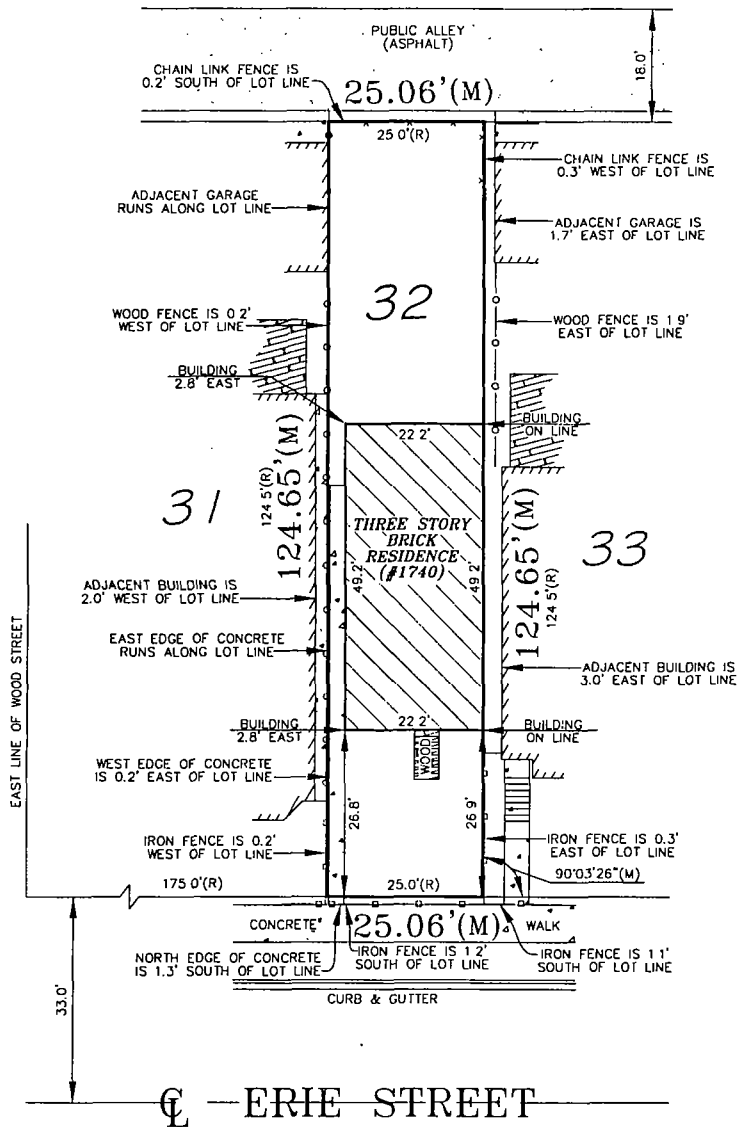 PUBLIC ALLEY
(ASPHALT)
18.0'
CHAIN LINK FENCE IS
0.2' SOUTH OF LOT LINE
25.06'(M)
25 0'(R)
CHAIN LINK FENCE IS
0.3' WEST OF LOT LINE
ADJACENT GARAGE
RUNS ALONG LOT LINE
ADJACENT GARAGE IS
1.7' EAST OF LOT LINE
32
WOOD FENCE IS 0 2'
WEST OF LOT LINE
WOOD FENCE IS 1 9'
EAST OF LOT LINE
BUILDING
2.8' EAST
BUILDING
ON LINE
22 2'
31
124 5'(R)
124.65'(M)
THREE STORY
BRICK
RESIDENCE
(#1740)
49.2'
49.2'
124.65'(M)
124 5'(R)
33
ADJACENT BUILDING IS
2.0' WEST OF LOT LINE
EAST EDGE OF CONCRETE
RUNS ALONG LOT LINE
ADJACENT BUILDING IS
3.0' EAST OF LOT LINE
EAST LINE OF WOOD STREET
BUILDING
2.8' EAST
22 2'
BUILDING
ON LINE
WOOD
WEST EDGE OF CONCRETE
IS 0.2' EAST OF LOT LINE
26.8'
26 9'
IRON FENCE IS 0.2'
WEST OF LOT LINE
IRON FENCE IS 0.3'
EAST OF LOT LINE
90°03'26"(M)
175 0'(R)
25.0'(R)
CONCRETE
25.06'(M)
WALK
NORTH EDGE OF CONCRETE
IS 1.3' SOUTH OF LOT LINE
IRON FENCE IS 1 2'
SOUTH OF LOT LINE
IRON FENCE IS 1 1'
SOUTH OF LOT LINE
CURB & GUTTER
33.0'
℄ ERIE STREET